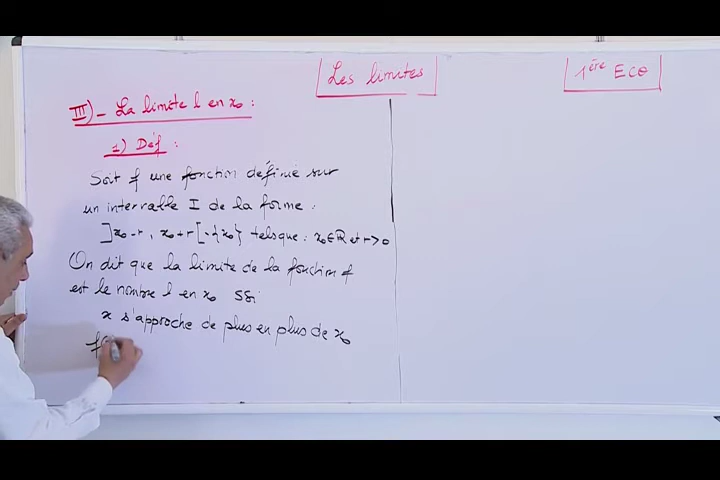 Les limites
1ère Eco
III) - La limite l en x₀ :
1) Déf :
Soit f une fonction définie sur
un intervalle I de la forme :
]x₀-r, x₀+r[-{x₀} telsque : x₀∈ℝ et r>0
On dit que la limite de la fonction f
est le nombre l en x₀ ssi
x s'approche de plus en plus de x₀
f(